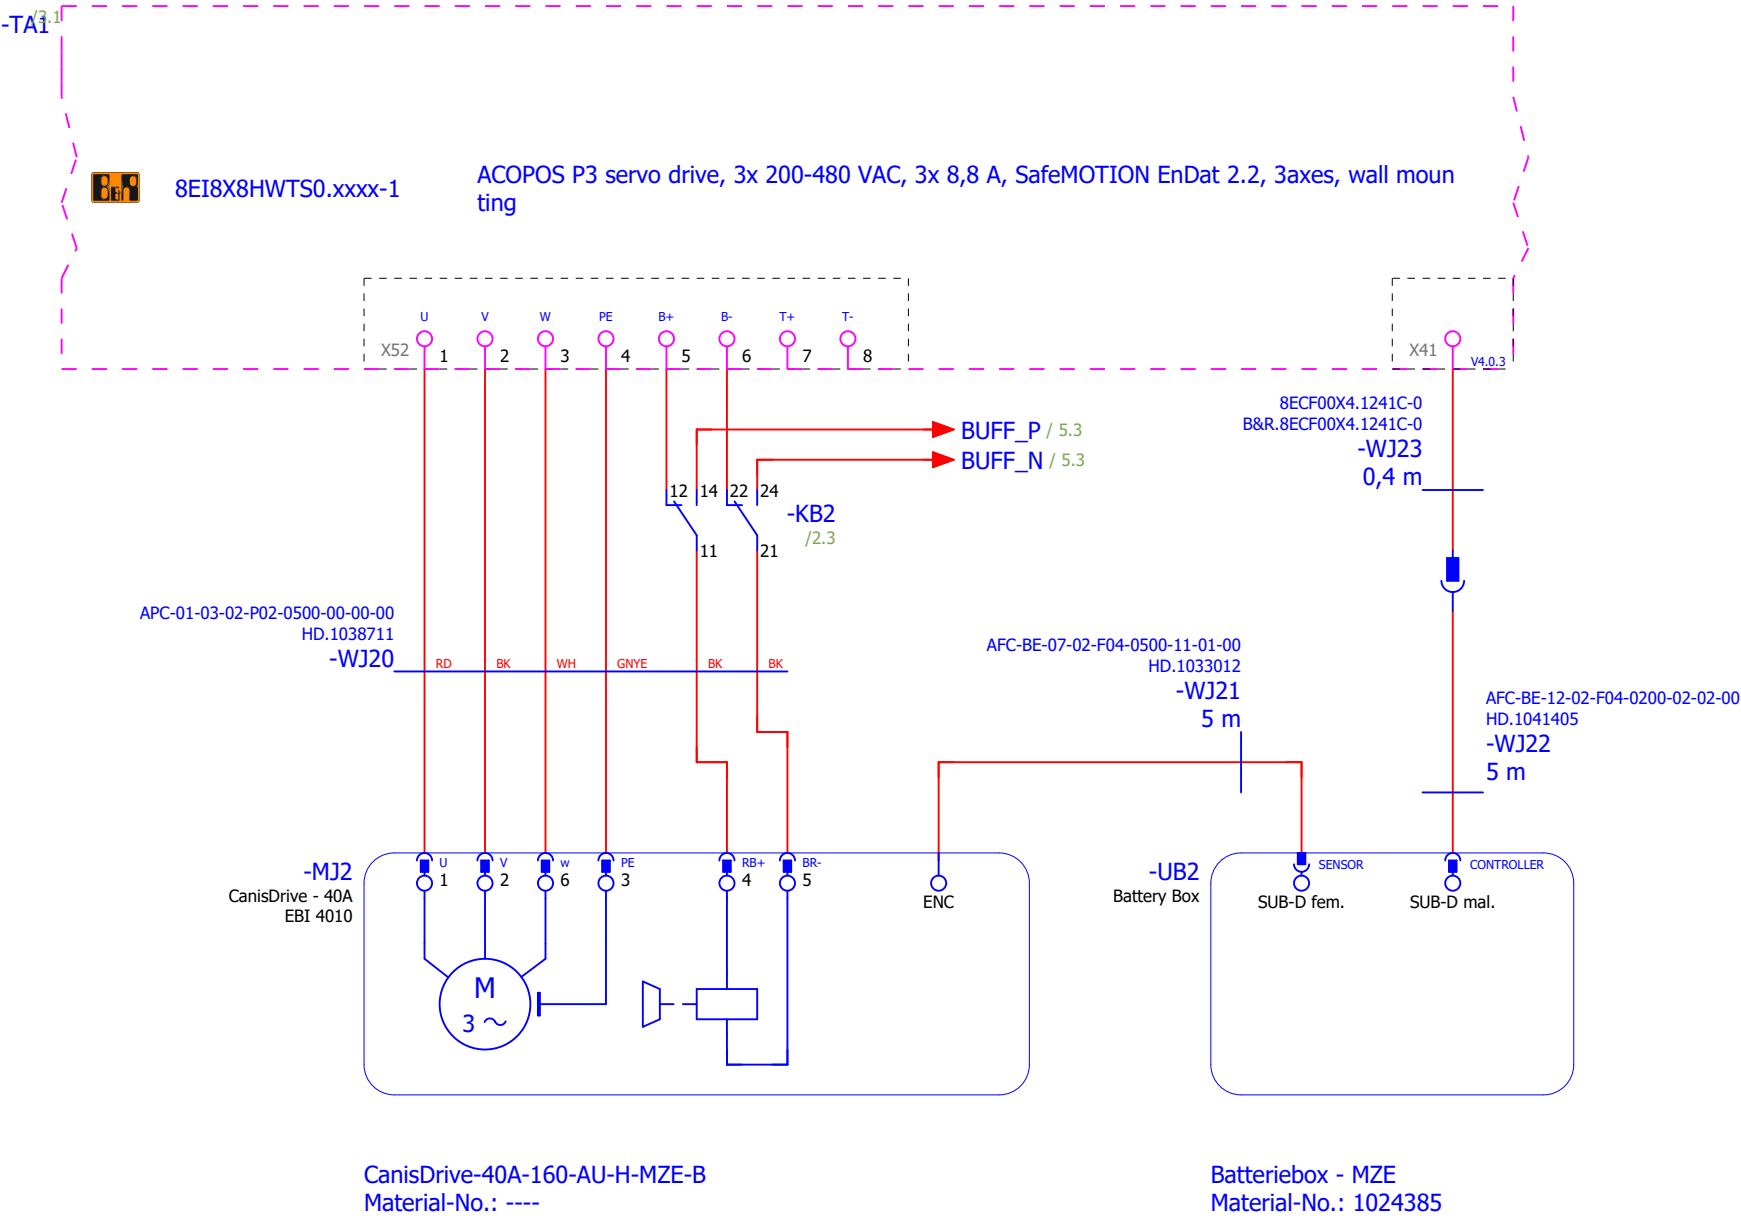 -TA1
/3.1
B&R
8EI8X8HWTS0.xxxx-1
ACOPOS P3 servo drive, 3x 200-480 VAC, 3x 8,8 A, SafeMOTION EnDat 2.2, 3axes, wall moun
ting
U V W PE B+ B- T+ T-
X52 1 2 3 4 5 6 7 8
X41
V4.0.3
8ECF00X4.1241C-0
B&R.8ECF00X4.1241C-0
-WJ23
0,4 m
BUFF_P / 5.3
BUFF_N / 5.3
12 14 22 24
-KB2
/2.3
11 21
APC-01-03-02-P02-0500-00-00-00
HD.1038711
-WJ20
RD BK WH GNYE BK BK
AFC-BE-07-02-F04-0500-11-01-00
HD.1033012
-WJ21
5 m
AFC-BE-12-02-F04-0200-02-02-00
HD.1041405
-WJ22
5 m
-MJ2
CanisDrive - 40A
EBI 4010
U V w PE RB+ BR-
1 2 6 3 4 5
ENC
M
3 ~
-UB2
Battery Box
SENSOR
SUB-D fem.
CONTROLLER
SUB-D mal.
CanisDrive-40A-160-AU-H-MZE-B
Material-No.: ----
Batteriebox - MZE
Material-No.: 1024385